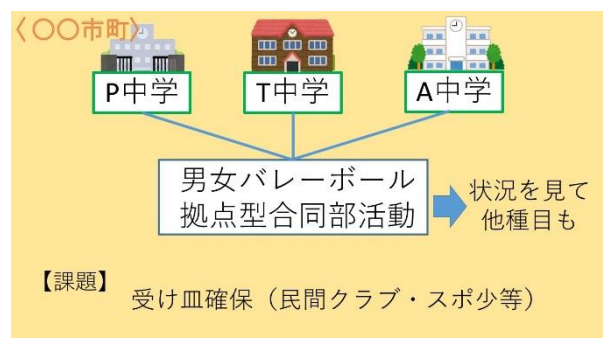 〈〇〇市町〉
P中学 T中学 A中学
男女バレーボール
拠点型合同部活動
状況を見て
他種目も
【課題】
受け皿確保（民間クラブ・スポ少等）